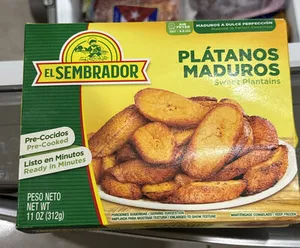 MADUROS A DULCE PERFECCIÓN
EL SEMBRADOR
PLÁTANOS
MADUROS
Sweet Plantains
Pre-Cocidos
Pre-Cooked
Listo en Minutos
Ready in Minutes
PESO NETO
NET WT
11 OZ (312g)